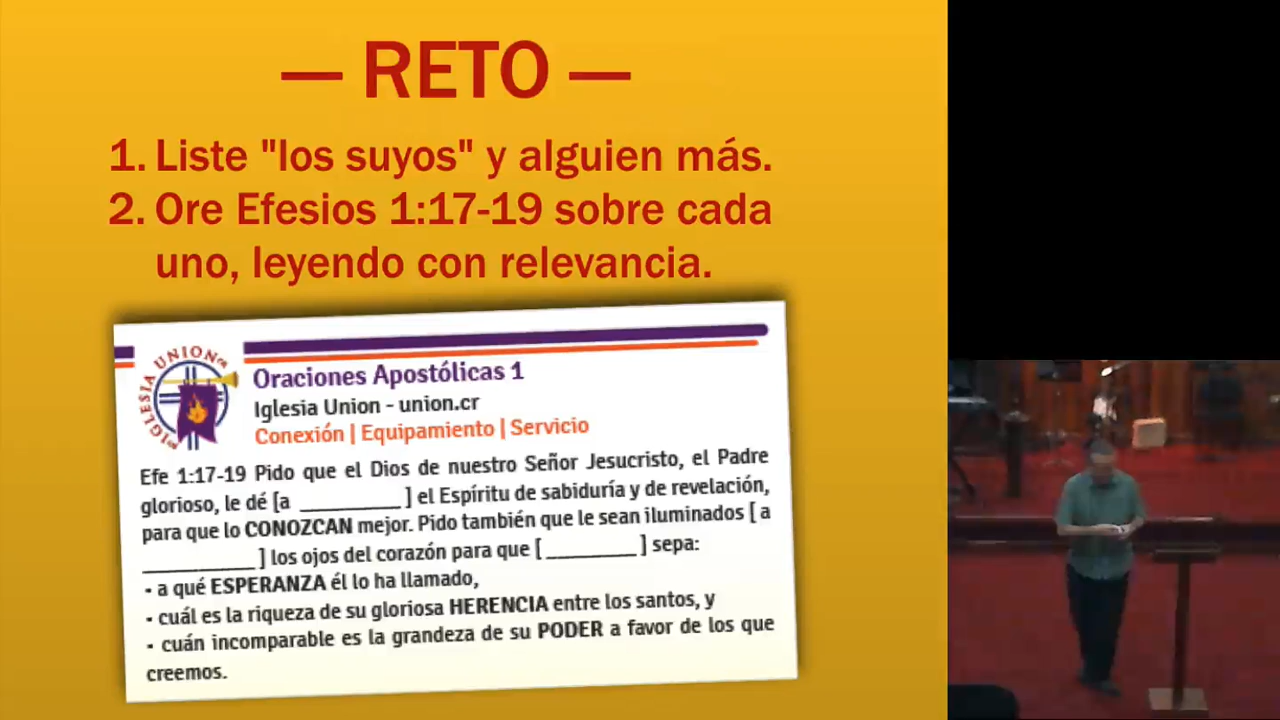 — RETO —
1. Liste "los suyos" y alguien más.
2. Ore Efesios 1:17-19 sobre cada
uno, leyendo con relevancia.
IGLESIA UNION
Oraciones Apostólicas 1
Iglesia Union - union.cr
Conexión | Equipamiento | Servicio
Efe 1:17-19 Pido que el Dios de nuestro Señor Jesucristo, el Padre
glorioso, le dé [a _________ ] el Espíritu de sabiduría y de revelación,
para que lo CONOZCAN mejor. Pido también que le sean iluminados [ a
__________ ] los ojos del corazón para que [ ________ ] sepa:
- a qué ESPERANZA él lo ha llamado,
- cuál es la riqueza de su gloriosa HERENCIA entre los santos, y
- cuán incomparable es la grandeza de su PODER a favor de los que
creemos.